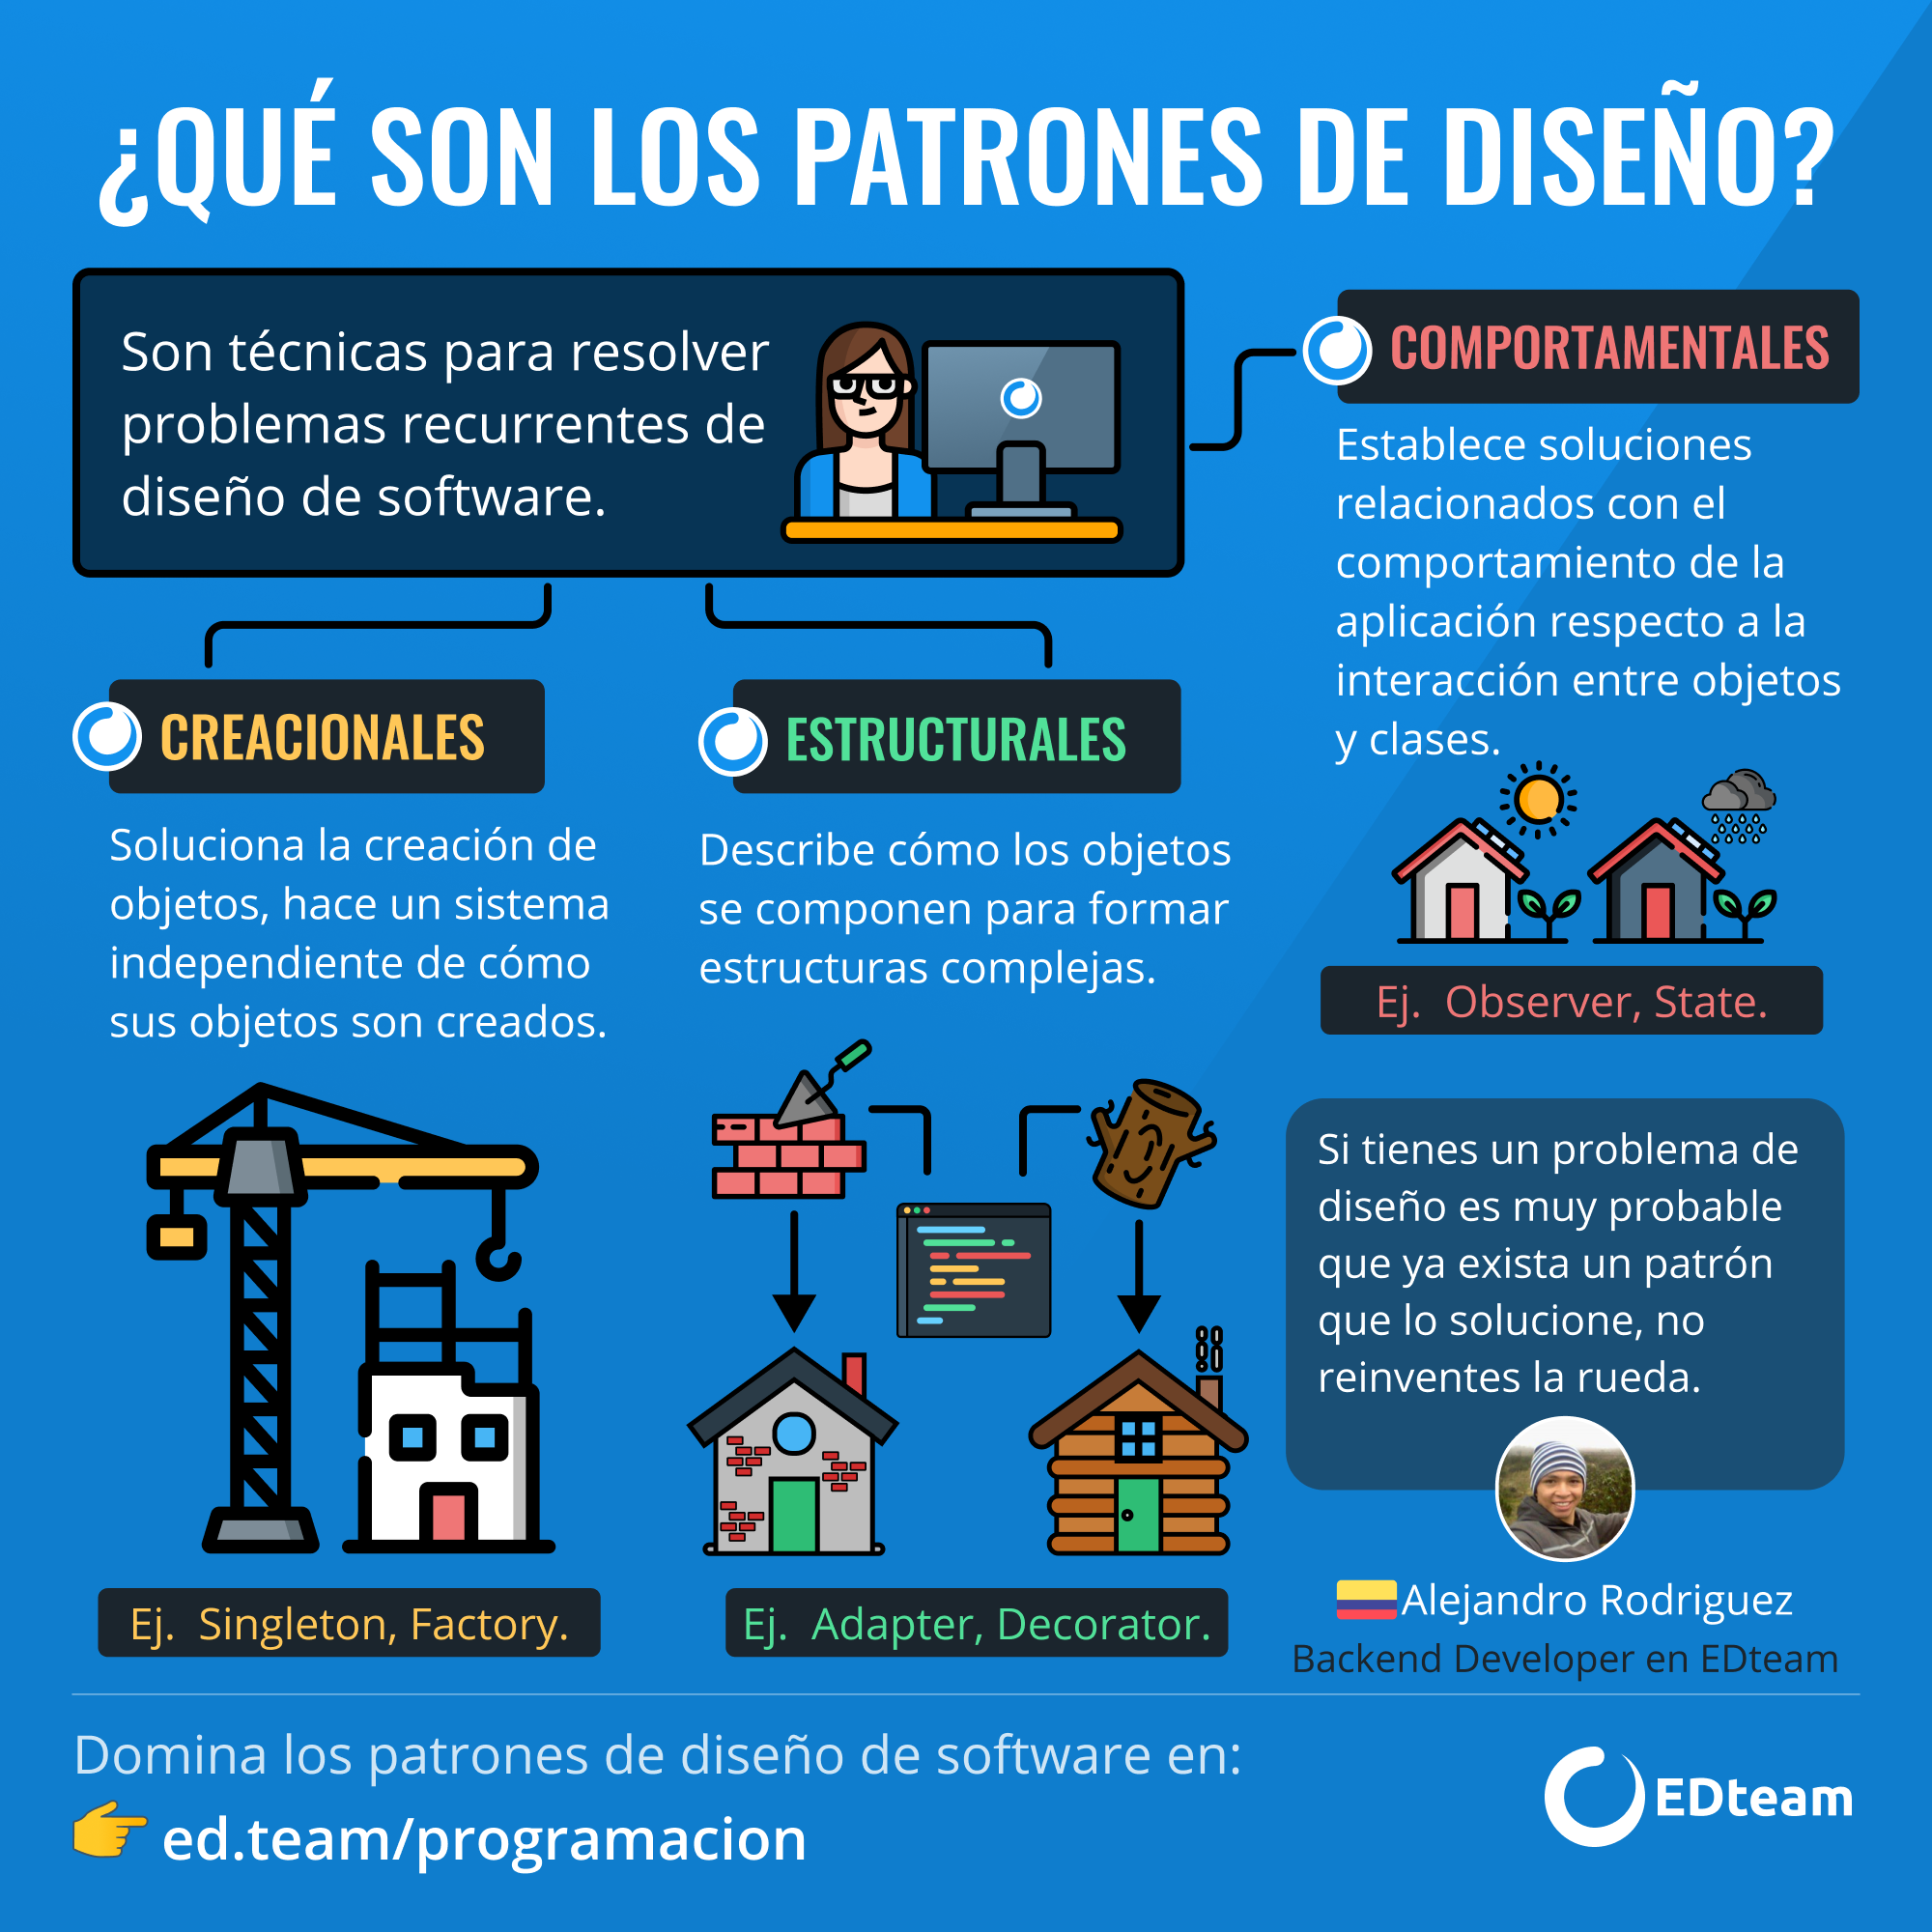 ¿QUÉ SON LOS PATRONES DE DISEÑO?
Son técnicas para resolver
problemas recurrentes de
diseño de software.
CREACIONALES
Soluciona la creación de
objetos, hace un sistema
independiente de cómo
sus objetos son creados.
Ej. Singleton, Factory.
ESTRUCTURALES
Describe cómo los objetos
se componen para formar
estructuras complejas.
Ej. Adapter, Decorator.
COMPORTAMENTALES
Establece soluciones
relacionados con el
comportamiento de la
aplicación respecto a la
interacción entre objetos
y clases.
Ej. Observer, State.
Si tienes un problema de
diseño es muy probable
que ya exista un patrón
que lo solucione, no
reinventes la rueda.
Alejandro Rodriguez
Backend Developer en EDteam
Domina los patrones de diseño de software en:
ed.team/programacion
EDteam